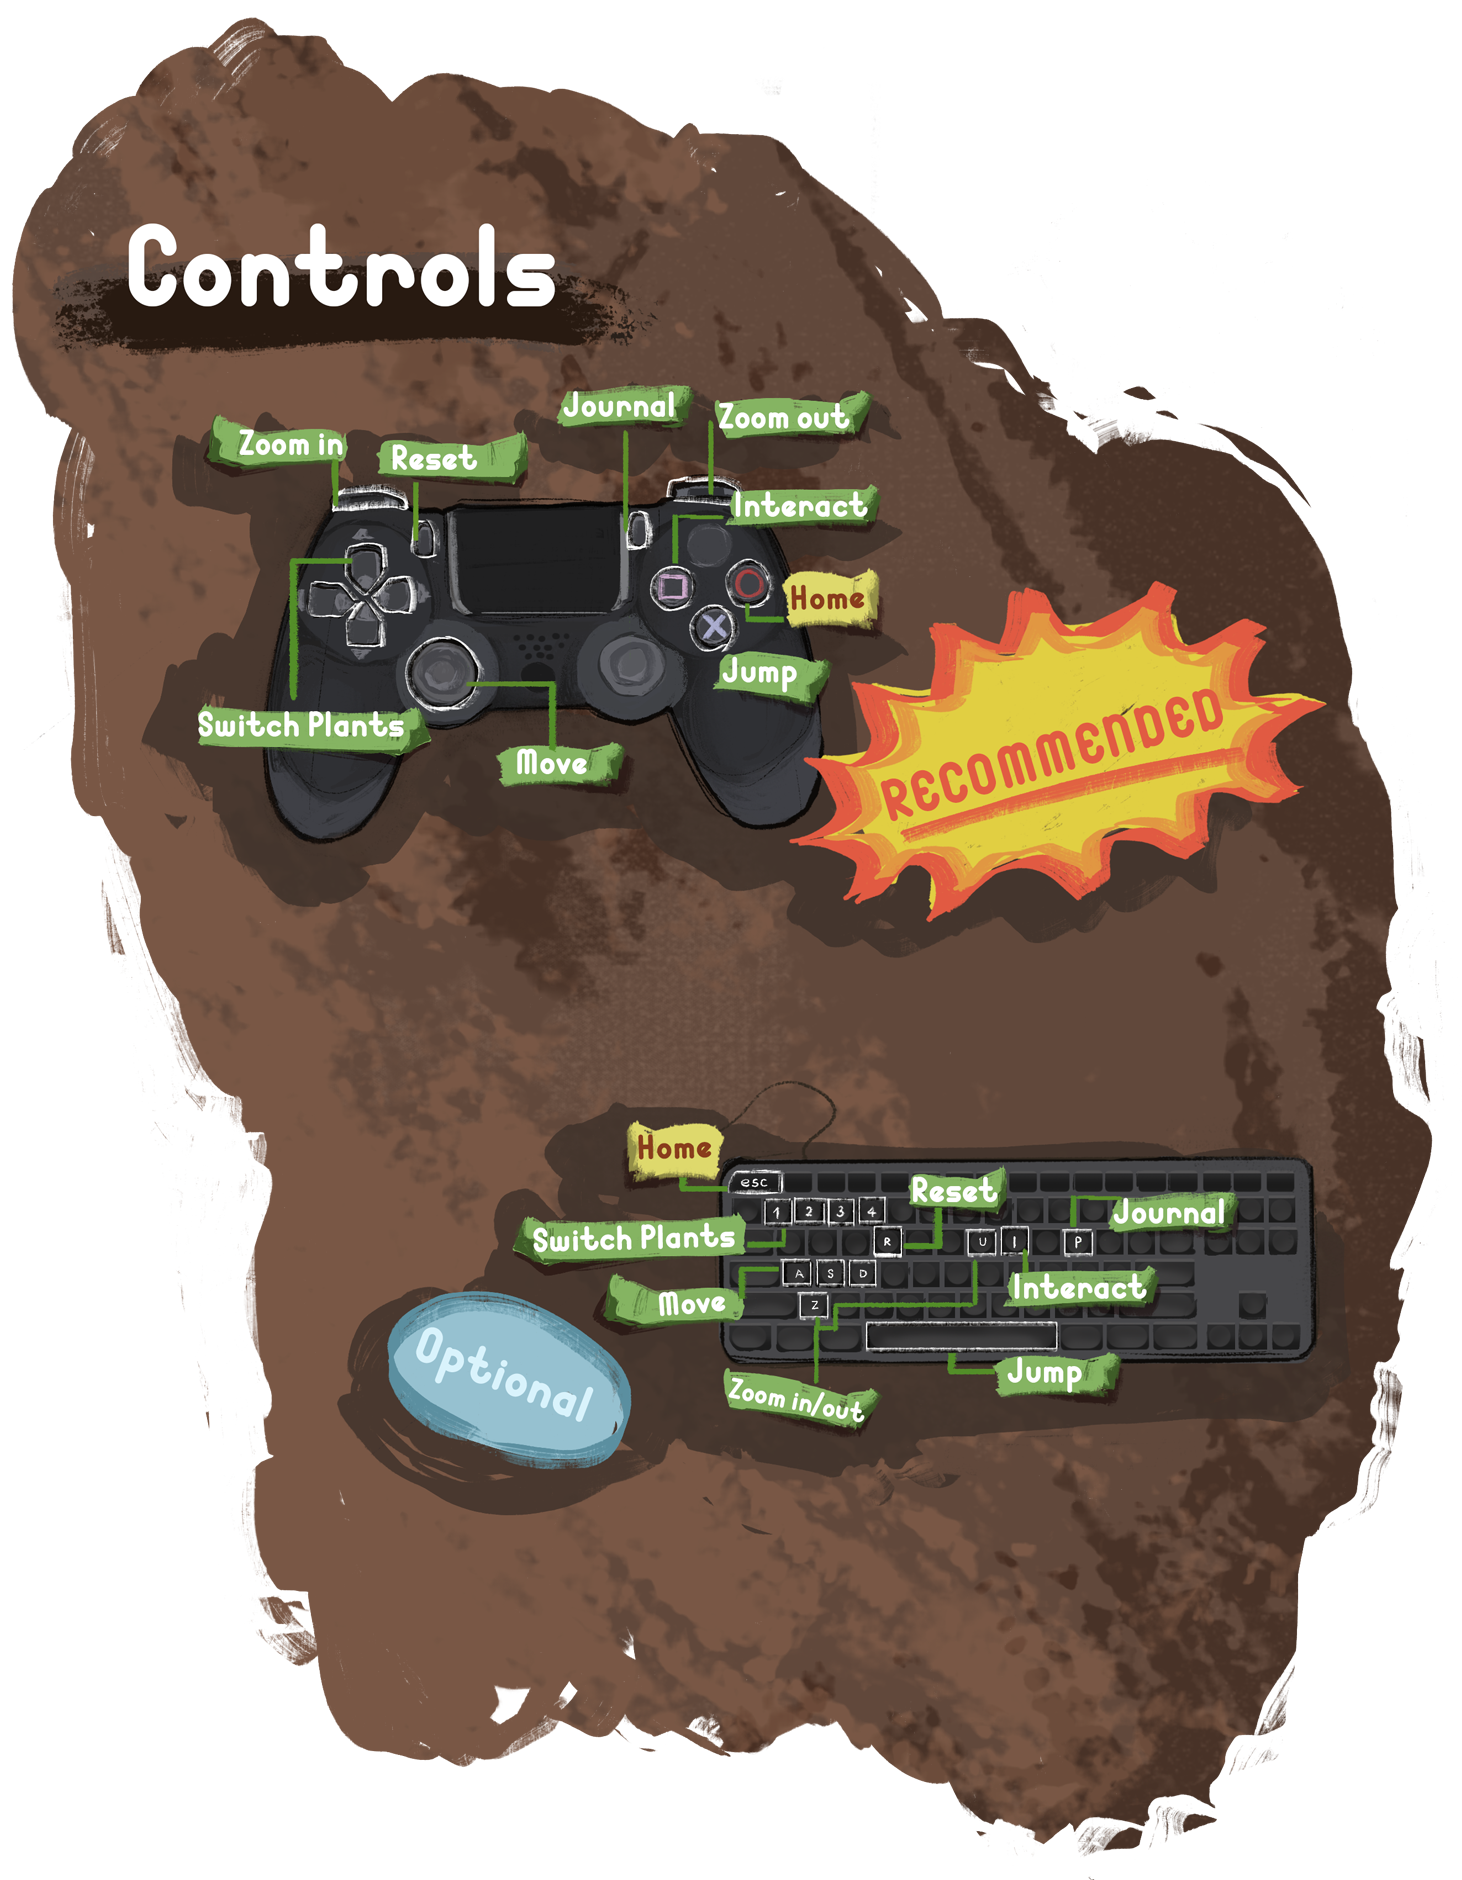 Controls
Journal
Zoom out
Zoom in
Reset
Interact
Home
Jump
Switch Plants
Move
RECOMMENDED
Home
esc
Reset
1 2 3 4
Journal
Switch Plants
R
U
I
P
A S D
Interact
Move
Z
Optional
Jump
Zoom in/out